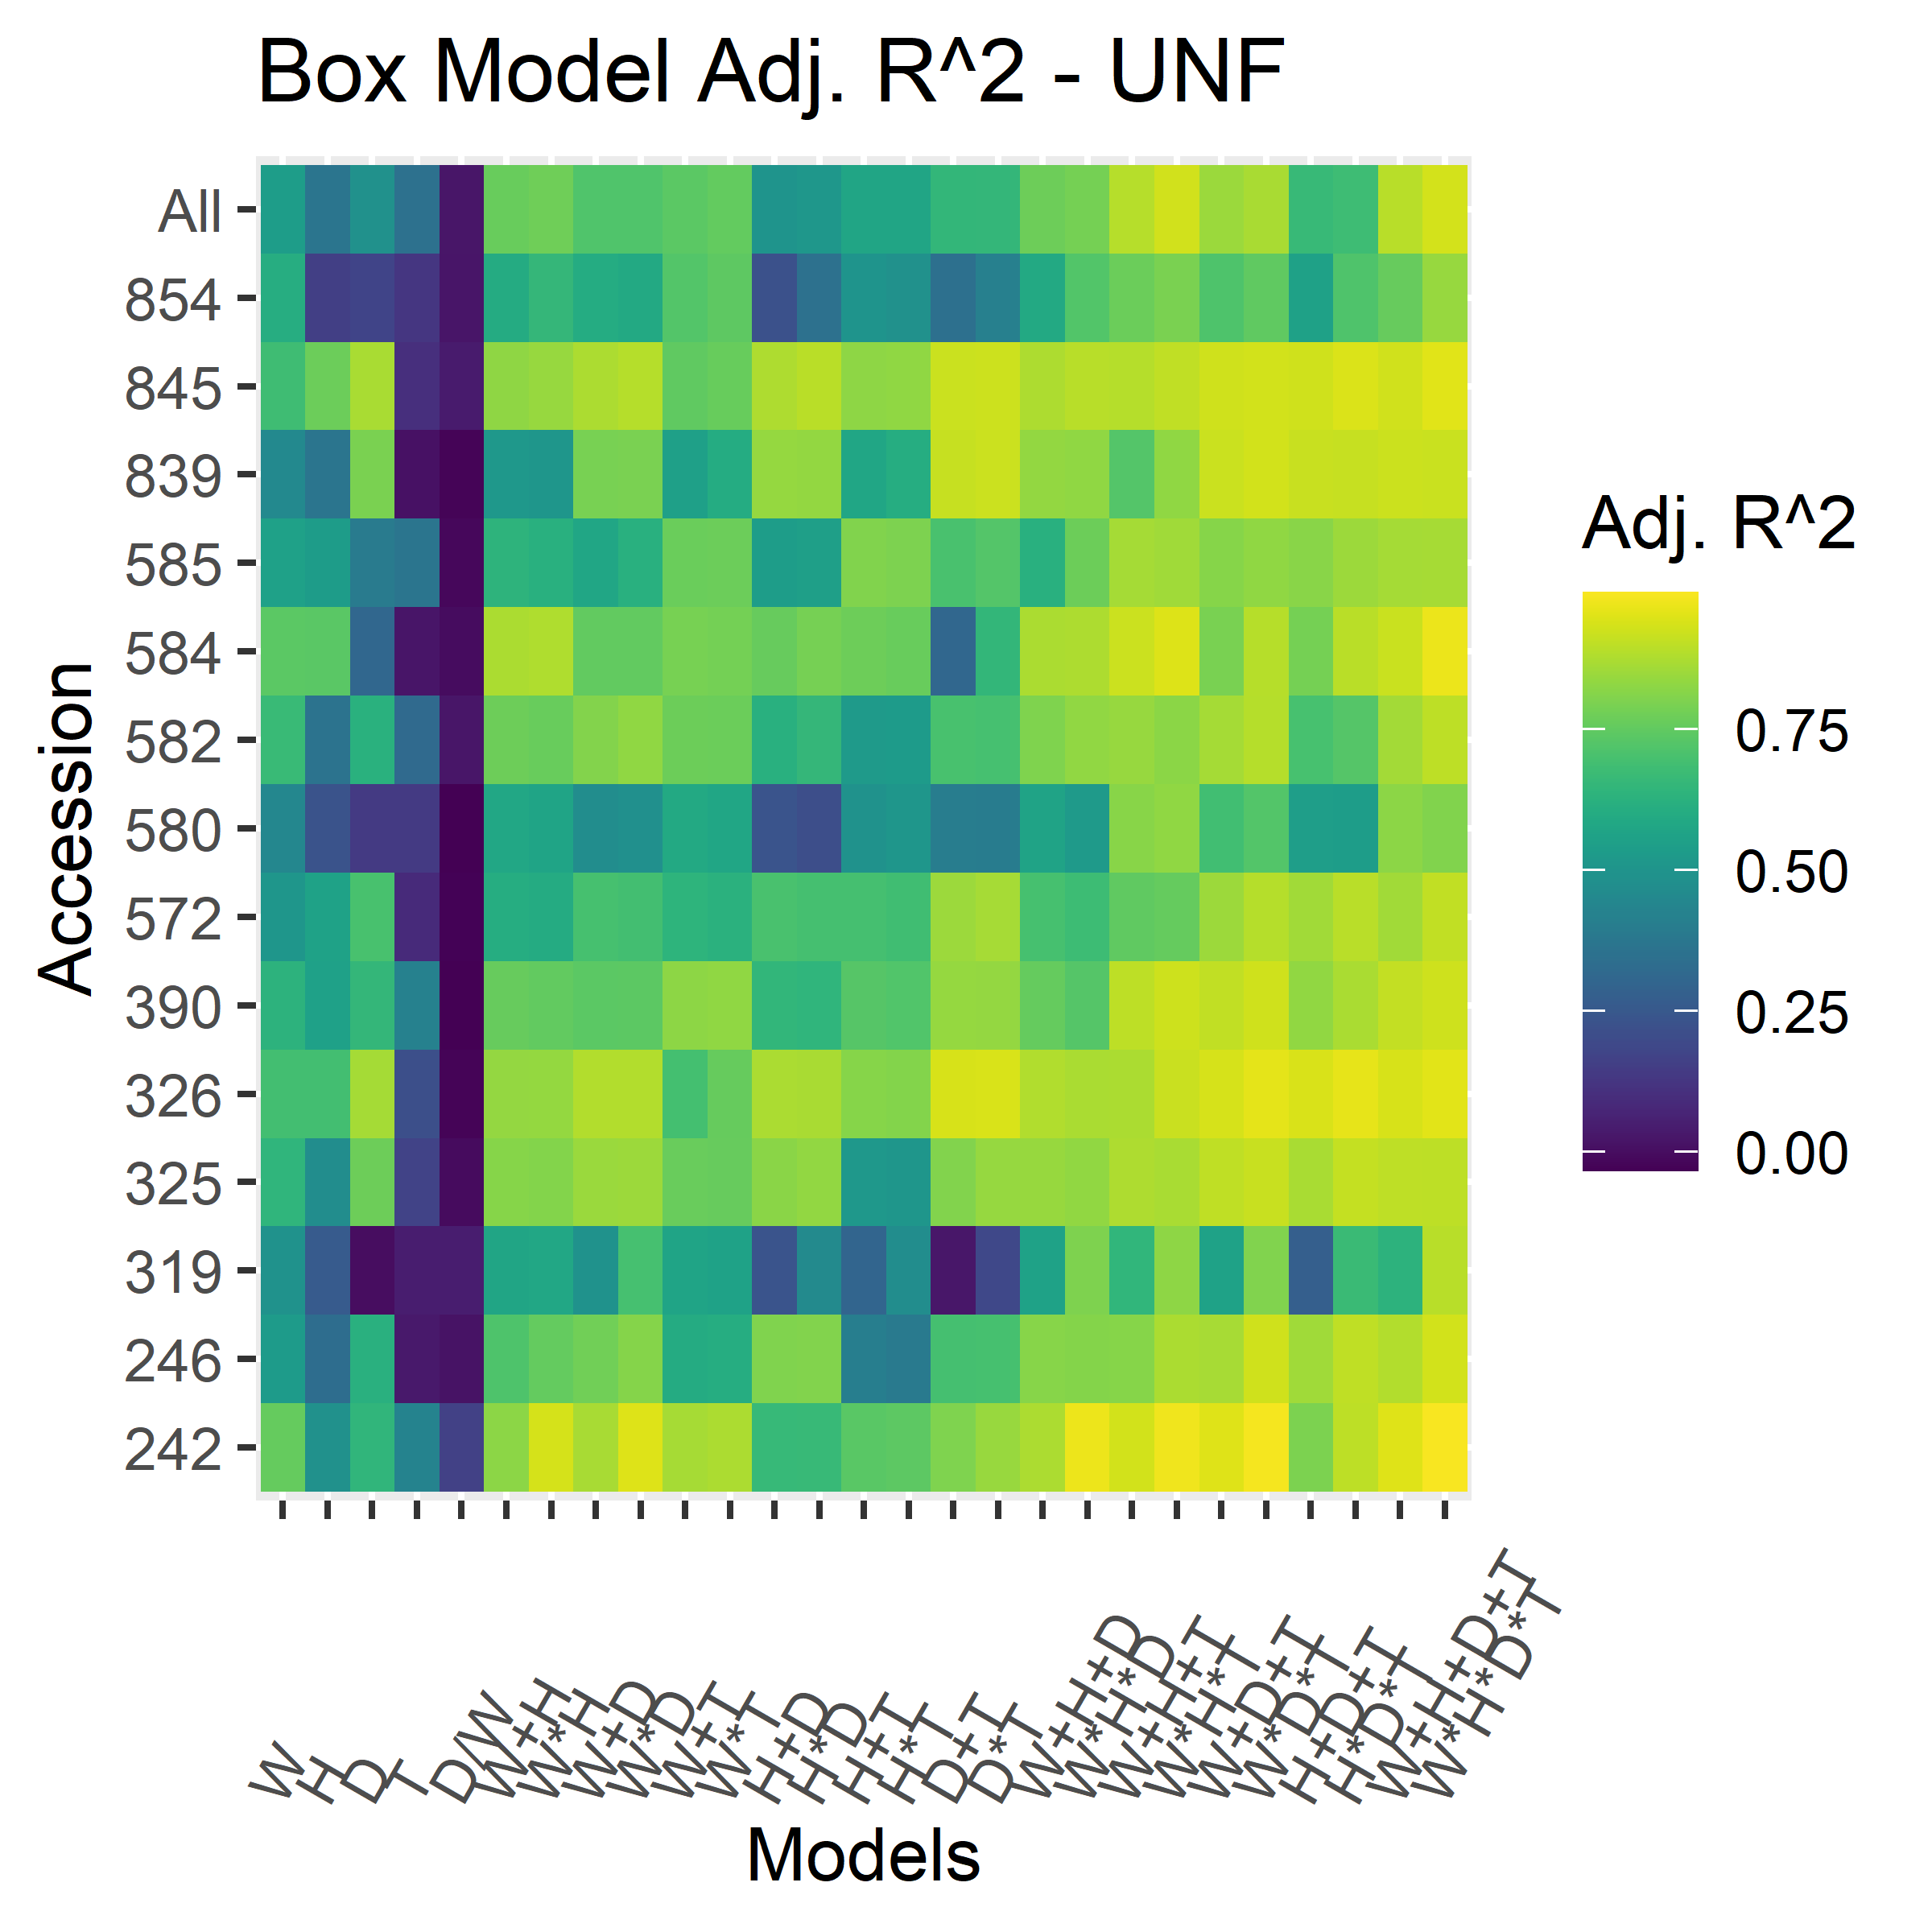 Box Model Adj. R^2 - UNF
Accession
All
854
845
839
585
584
582
580
572
390
326
325
319
246
242
Adj. R^2
0.75
0.50
0.25
0.00
W
H
D
T
D/W
W+H
W*H
W+D
W*D
W+T
W*T
H+D
H*D
H+T
H*T
D+T
D*T
W+H+D
W*H*D
W+H+T
W*H*T
W+D+T
W*D*T
H+D+T
H*D*T
W+H+D+T
W*H*D*T
Models